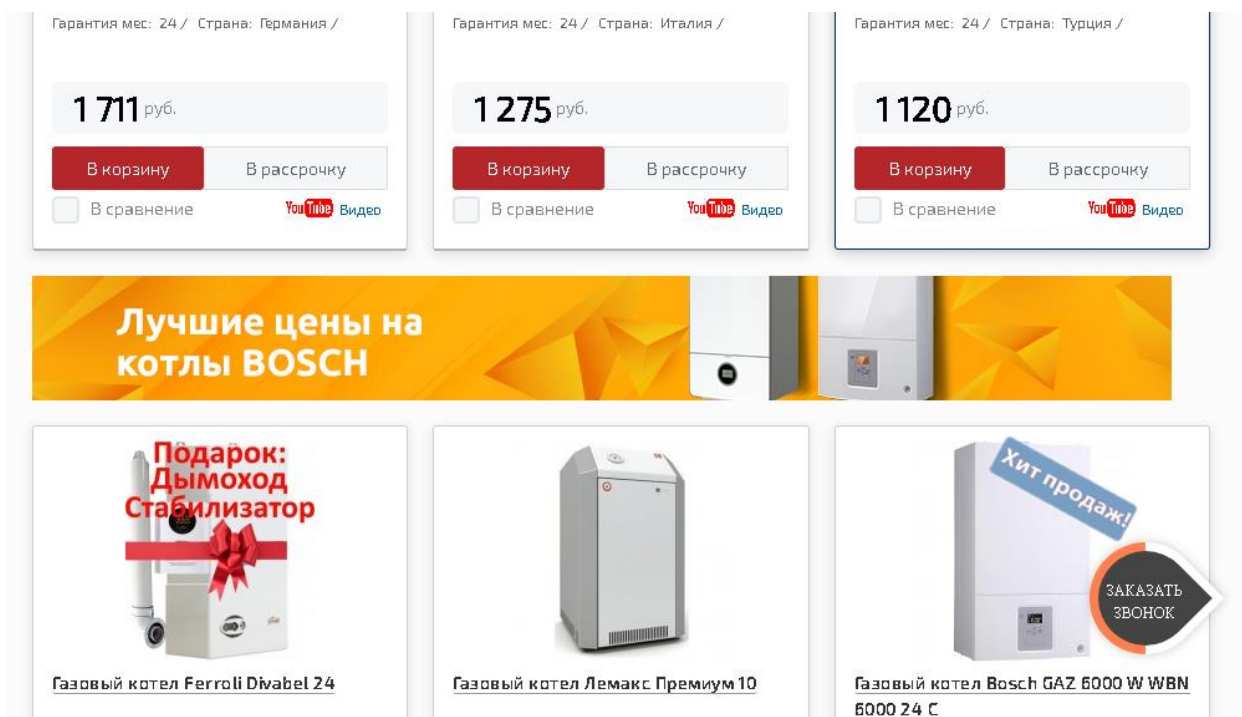 Гарантия мес: 24 / Страна: Германия /
Гарантия мес: 24 / Страна: Италия /
Гарантия мес: 24 / Страна: Турция /
1 711 руб.
1 275 руб.
1 120 руб.
В корзину В рассрочку
В корзину В рассрочку
В корзину В рассрочку
В сравнение YouTube Видео
В сравнение YouTube Видео
В сравнение YouTube Видео
Лучшие цены на
котлы BOSCH
Подарок:
Дымоход
Стабилизатор
Хит продаж!
ЗАКАЗАТЬ
ЗВОНОК
Газовый котел Ferroli Divabel 24
Газовый котел Лемакс Премиум 10
Газовый котел Bosch GAZ 6000 W WBN
6000 24 C